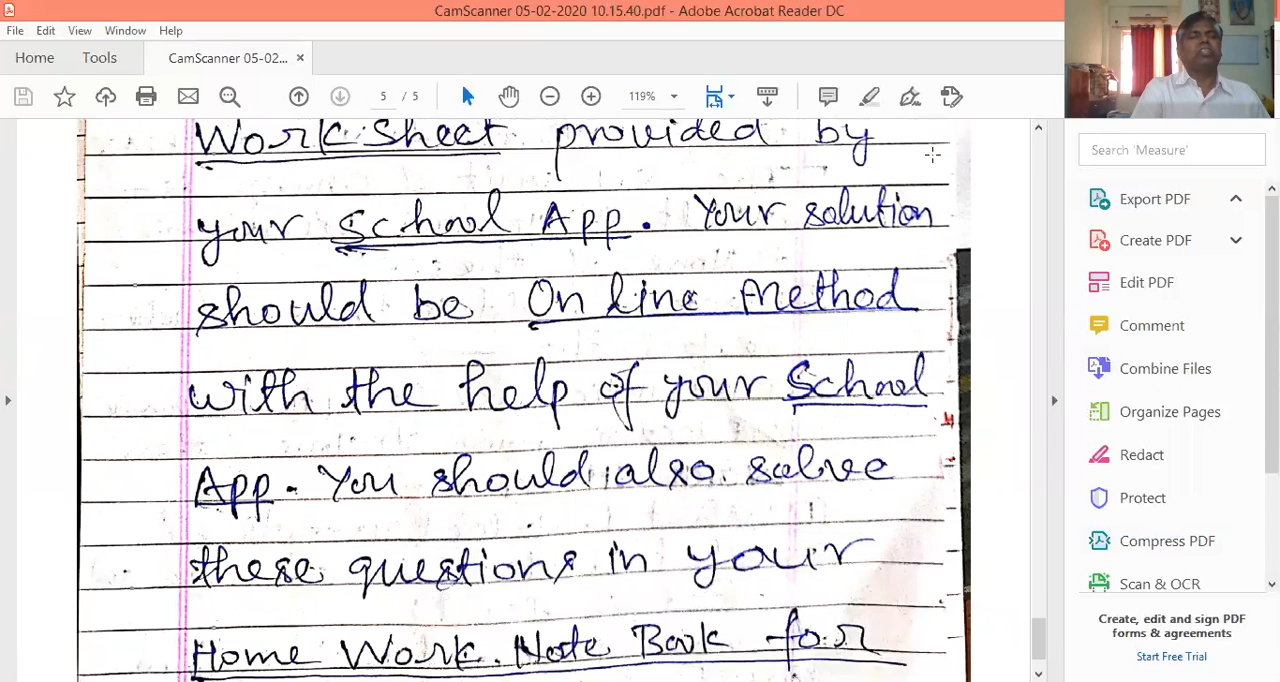 CamScanner 05-02-2020 10.15.40.pdf - Adobe Acrobat Reader DC
File Edit View Window Help
Home Tools CamScanner 05-02... ×
5 / 5 119%
Work Sheet provided by
your School App. Your solution
should be On line method
with the help of your School
App. You should also solve
these questions in your
Home Work Note Book for
Search 'Measure'
Export PDF
Create PDF
Edit PDF
Comment
Combine Files
Organize Pages
Redact
Protect
Compress PDF
Scan & OCR
Create, edit and sign PDF
forms & agreements
Start Free Trial